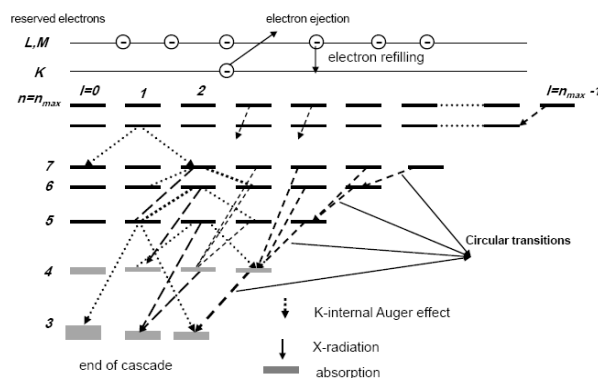 reserved electrons
electron ejection
L,M
electron refilling
K
n=nmax l=0 1 2 l=nmax -1
7
6
5
Circular transitions
4
K-internal Auger effect
3
X-radiation
end of cascade
absorption